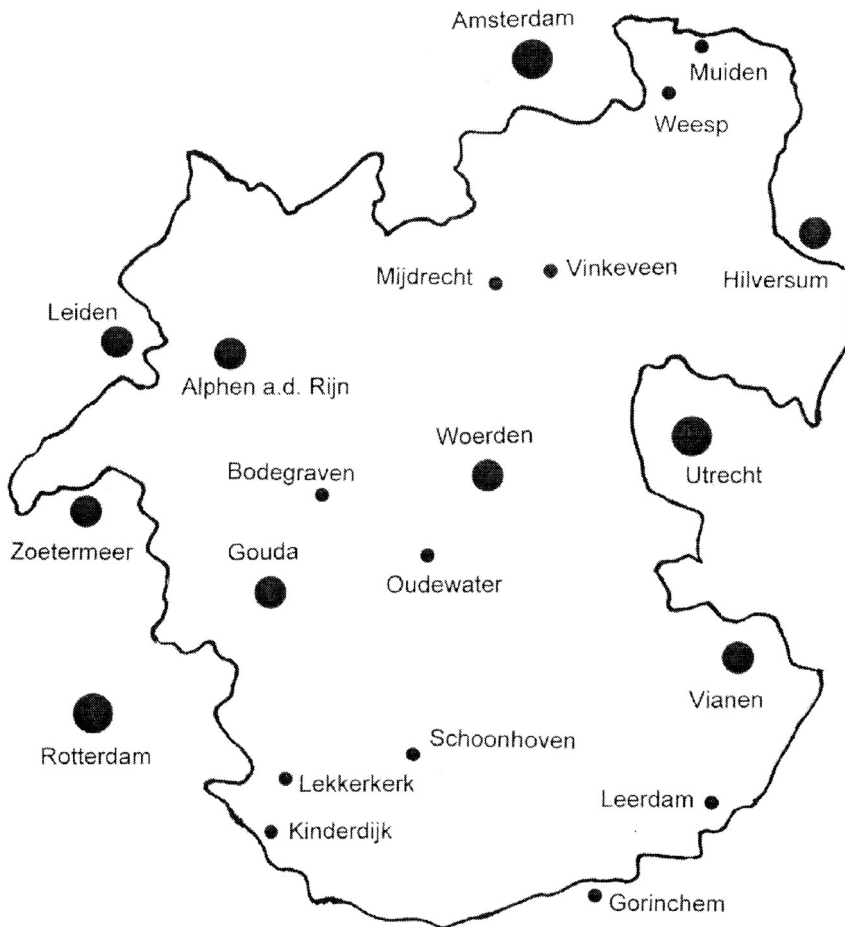 Amsterdam
Muiden
Weesp
Mijdrecht
Vinkeveen
Hilversum
Leiden
Alphen a.d. Rijn
Woerden
Bodegraven
Utrecht
Zoetermeer
Gouda
Oudewater
Vianen
Rotterdam
Schoonhoven
Lekkerkerk
Leerdam
Kinderdijk
Gorinchem